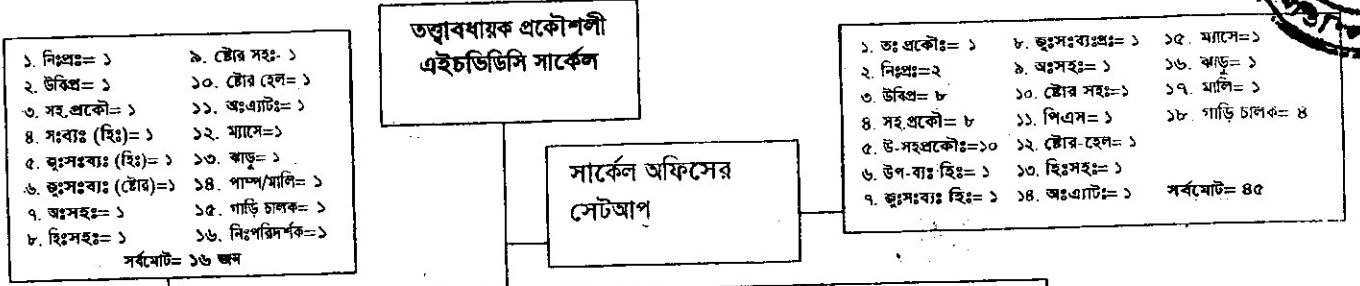 তত্ত্বাবধায়ক প্রকৌশলী
এইচভিডিসি সার্কেল
১. নিঃপ্রঃ= ১
২. উবিপ্র= ১
৩. সহ.প্রকৌ= ১
৪. সঃব্যঃ (হিঃ)= ১
৫. জুঃসঃব্যঃ (হিঃ)= ১
৬. জুঃসঃব্যঃ (ষ্টোর)=১
৭. অঃসহঃ= ১
৮. হিঃসহঃ= ১
৯. ষ্টোর সহঃ- ১
১০. ষ্টোর হেল= ১
১১. অঃএ্যাটঃ= ১
১২. ম্যাসে=১
১৩. ঝাড়ু= ১
১৪. পাম্প/মালি= ১
১৫. গাড়ি চালক= ১
১৬. নিঃপরিদর্শক=১
সর্বমোট= ১৬ জন
সার্কেল অফিসের
সেটআপ
১. তঃ প্রকৌঃ= ১
২. নিঃপ্রঃ=২
৩. উবিপ্র= ৮
৪. সহ.প্রকৌ= ৮
৫. উ-সহপ্রকৌঃ=১০
৬. উপ-ব্যঃ হিঃ= ১
৭. জুঃসঃব্যঃ হিঃ= ১
৮. জুঃসঃব্যঃপ্রঃ= ১
৯. অঃসহঃ= ১
১০. ষ্টোর সহঃ=১
১১. পিএস= ১
১২. ষ্টোর-হেল= ১
১৩. হিঃসহঃ= ১
১৪. অঃএ্যাটঃ= ১
১৫. ম্যাসে=১
১৬. ঝাড়ু= ১
১৭. মালি= ১
১৮. গাড়ি চালক= ৪
সর্বমোট= ৪৫